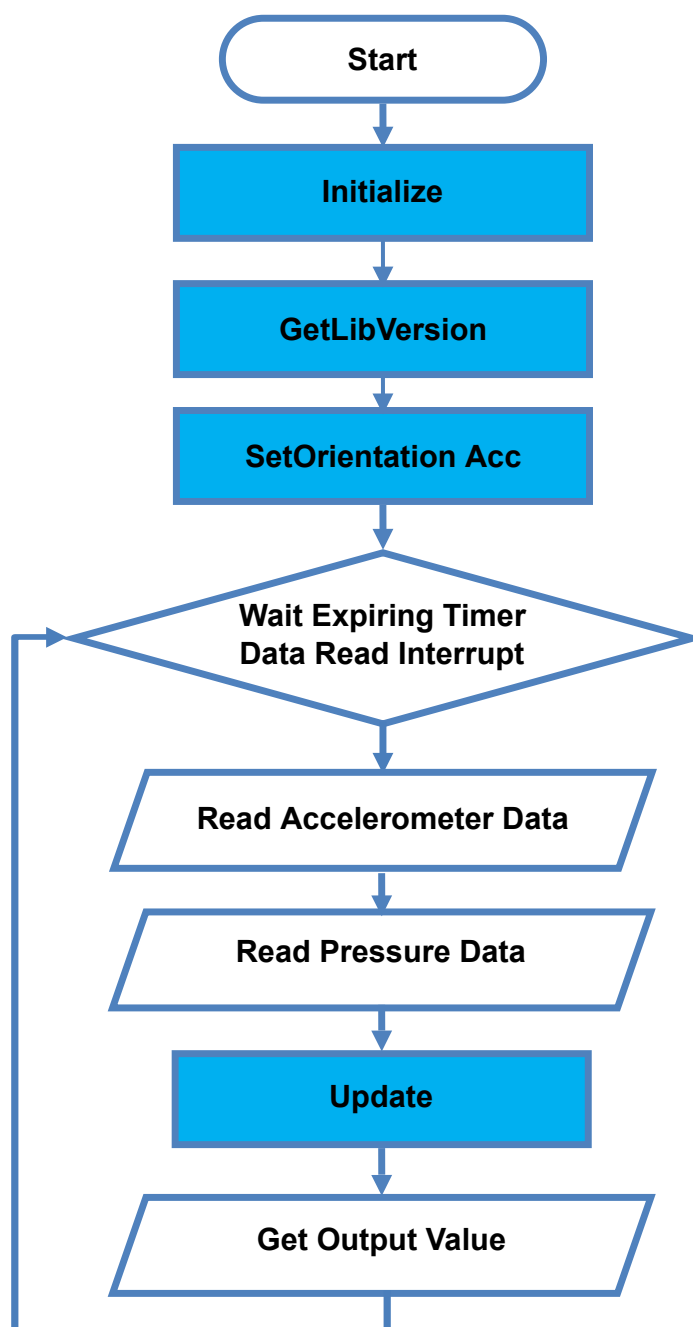 Start
Initialize
GetLibVersion
SetOrientation Acc
Wait Expiring Timer
Data Read Interrupt
Read Accelerometer Data
Read Pressure Data
Update
Get Output Value